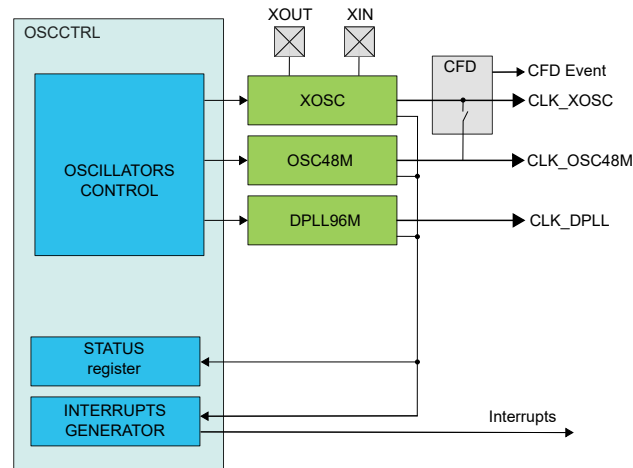 XOUT
XIN
OSCCTRL
CFD
CFD Event
XOSC
CLK_XOSC
OSCILLATORS
CONTROL
OSC48M
CLK_OSC48M
DPLL96M
CLK_DPLL
STATUS
register
INTERRUPTS
GENERATOR
Interrupts